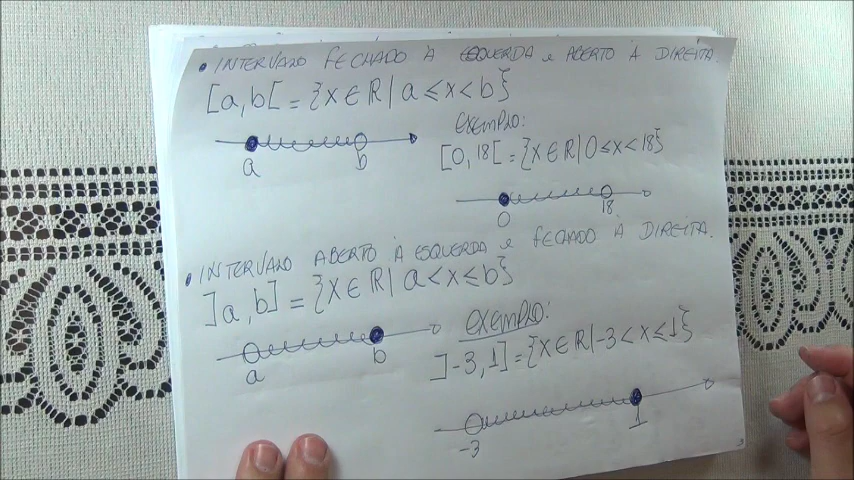 • INTERVALO FECHADO À ESQUERDA e ABERTO À DIREITA.
[a,b[ = {x ∈ R | a ≤ x < b}
a b
EXEMPLO:
[0,18[ = {x ∈ R | 0 ≤ x < 18}
0 18
• INTERVALO ABERTO À ESQUERDA e FECHADO À DIREITA.
]a,b] = {x ∈ R | a < x ≤ b}
a b
EXEMPLO:
]-3,1] = {x ∈ R | -3 < x ≤ 1}
-3 1